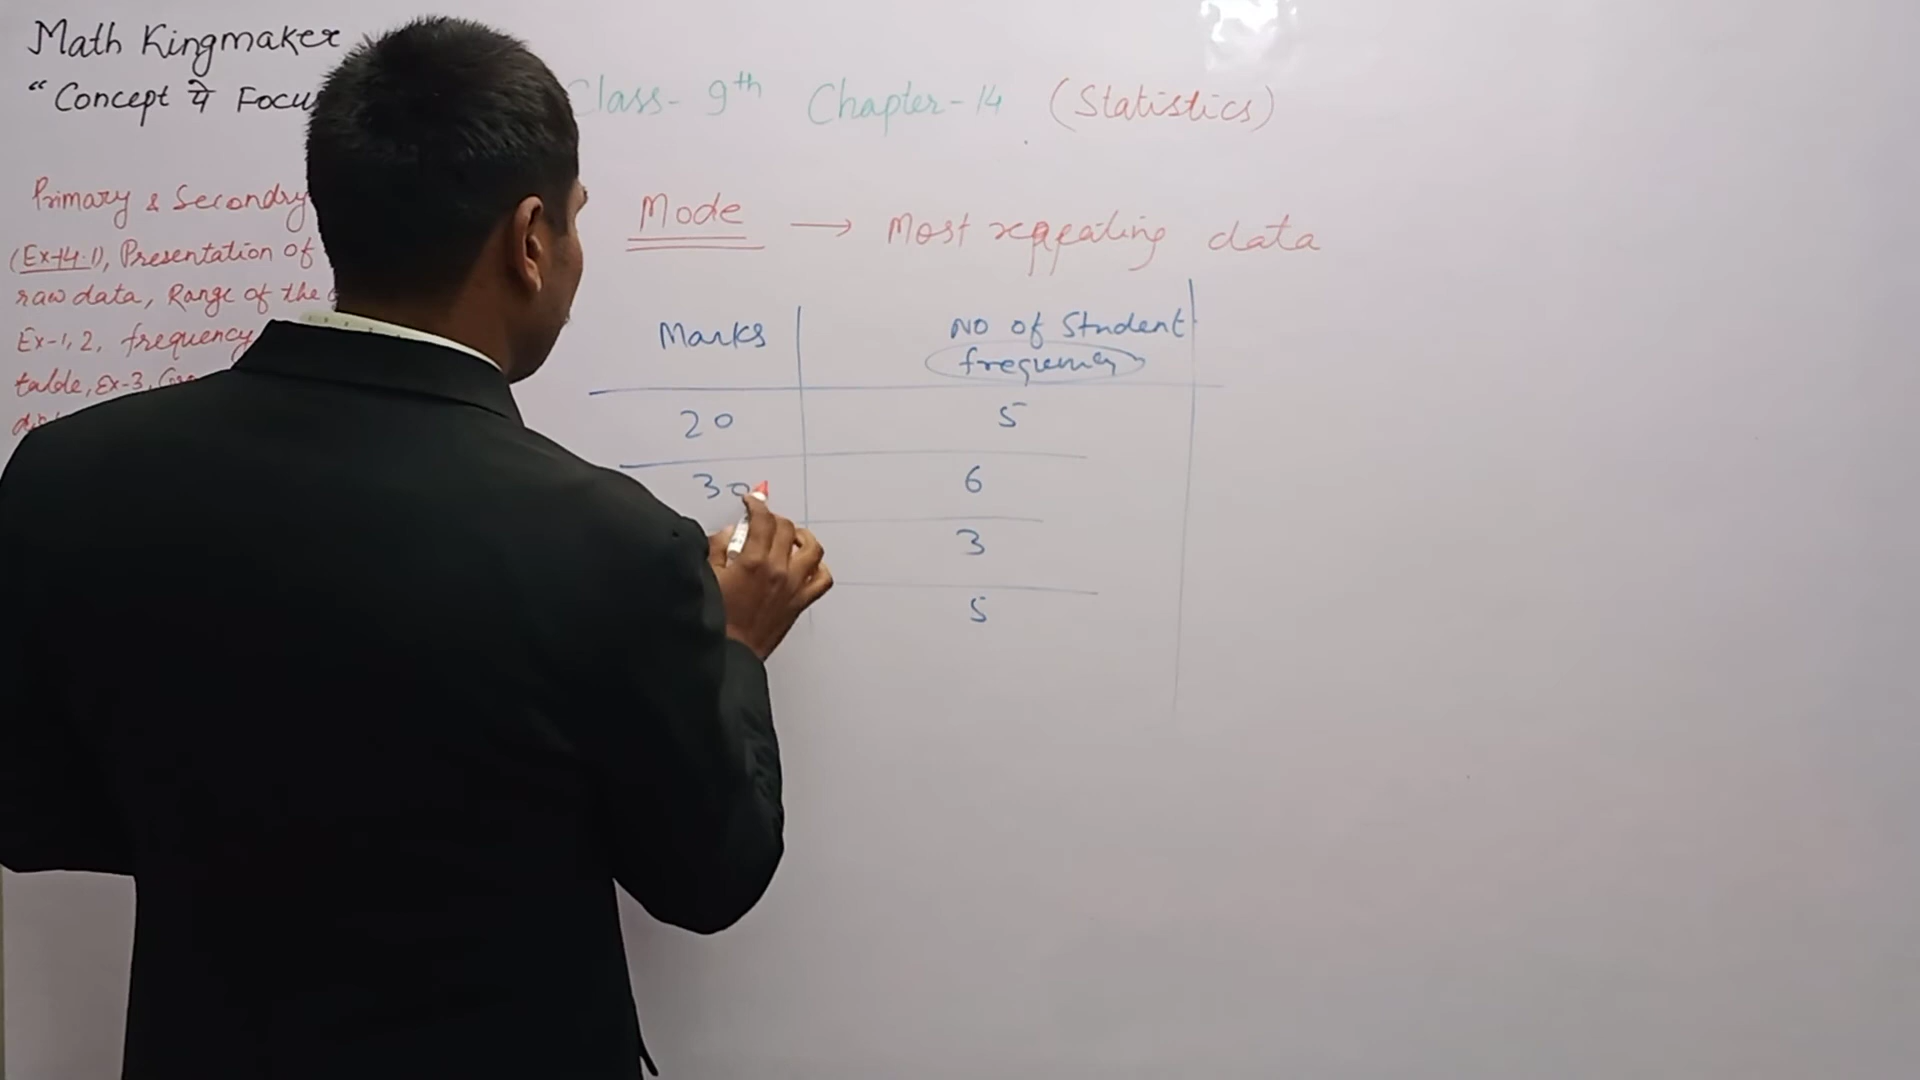 Math Kingmaker
“Concept पे Focu
Class- 9th Chapter-14 (Statistics)
Primary & Secondry
(Ex-14.1), Presentation of
raw data, Range of the
Ex-1,2, frequency
table, Ex-3,
Mode → Most repeating data
Marks No of Student
frequency
20 5
30 6
3
5